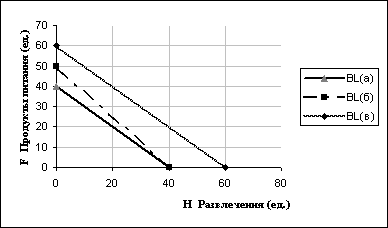 F Продукты питания (ед.)
70
60
50
40
30
20
10
0
0 20 40 60 80
H Развлечения (ед.)
BL(а)
BL(б)
BL(в)